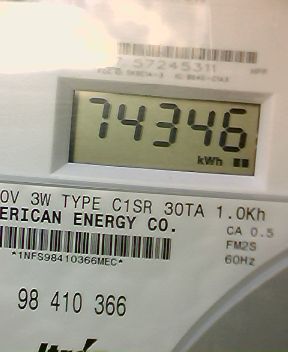 57245311
74346
kWh
0V 3W TYPE C1SR 30TA 1.0Kh
ERICAN ENERGY CO.
CA 0.5
FM2S
*1NFS98410366MEC*
60Hz
98 410 366
Itrón